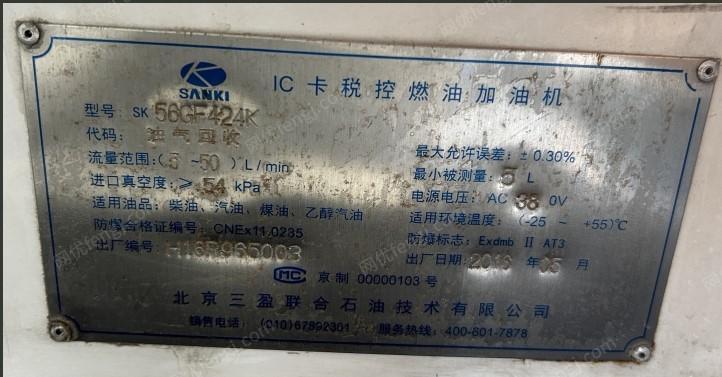 SANKI
IC卡税控燃油加油机
型号: SK 56GF424K
代码: 油气回收
流量范围:(5 ~50 )L/min
进口真空度:≥ 54 kPa
适用油品: 柴油、汽油、煤油、乙醇汽油
防爆合格证编号: CNEx11.0235
出厂编号
最大允许误差: ±0.30%
最小被测量: 5 L
电源电压: AC 38 0V
适用环境温度: (-25 ~ +55)℃
防爆标志: Exdmb II AT3
出厂日期: 2016 年 05 月
MC 京制 00000103 号
北京三盈联合石油技术有限公司
销售电话: (010)67892301 服务热线: 400-601-7878